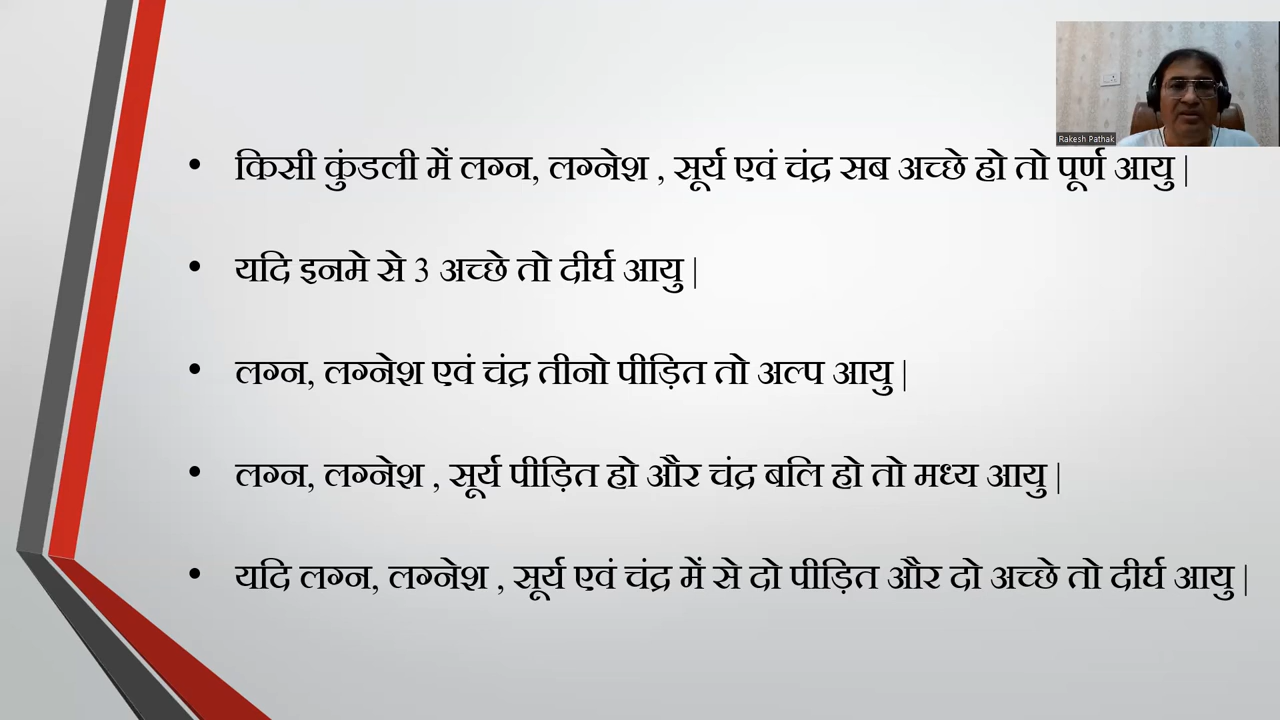 Rakesh Pathak
• किसी कुंडली में लग्न, लग्नेश , सूर्य एवं चंद्र सब अच्छे हो तो पूर्ण आयु |
• यदि इनमे से 3 अच्छे तो दीर्घ आयु |
• लग्न, लग्नेश एवं चंद्र तीनो पीड़ित तो अल्प आयु |
• लग्न, लग्नेश , सूर्य पीड़ित हो और चंद्र बलि हो तो मध्य आयु |
• यदि लग्न, लग्नेश , सूर्य एवं चंद्र में से दो पीड़ित और दो अच्छे तो दीर्घ आयु |